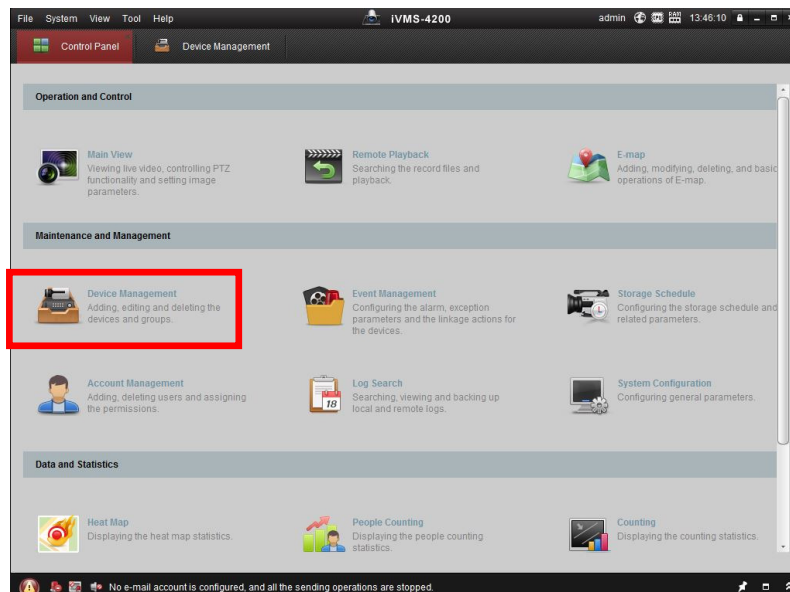 File System View Tool Help iVMS-4200 admin 13:46:10
Control Panel Device Management
Operation and Control
Main View
Viewing live video, controlling PTZ
functionality and setting image
parameters.
Remote Playback
Searching the record files and
playback.
E-map
Adding, modifying, deleting, and basic
operations of E-map.
Maintenance and Management
Device Management
Adding, editing and deleting the
devices and groups.
Event Management
Configuring the alarm, exception
parameters and the linkage actions for
the devices.
Storage Schedule
Configuring the storage schedule and
related parameters.
Account Management
Adding, deleting users and assigning
the permissions.
18
Log Search
Searching, viewing and backing up
local and remote logs.
System Configuration
Configuring general parameters.
Data and Statistics
Heat Map
Displaying the heat map statistics.
People Counting
Displaying the people counting
statistics.
Counting
Displaying the counting statistics.
No e-mail account is configured, and all the sending operations are stopped.